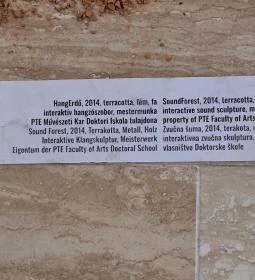 HangErdő, 2014, terracotta, fém, fa
interaktív hangzószobor, mestermunka
PTE Művészeti Kar Doktori Iskola tulajdona
Sound Forest, 2014, Terrakotta, Metall, Holz
Interaktive Klangskulptur, Meisterwerk
Eigentum der PTE Faculty of Arts Doctoral School
SoundForest, 2014, terracotta,
interactive sound sculpture, m
property of PTE Faculty of Arts
Zvučna šuma, 2014, terakota,
interaktivna zvučna skulptura,
vlasništvo Doktorske škole